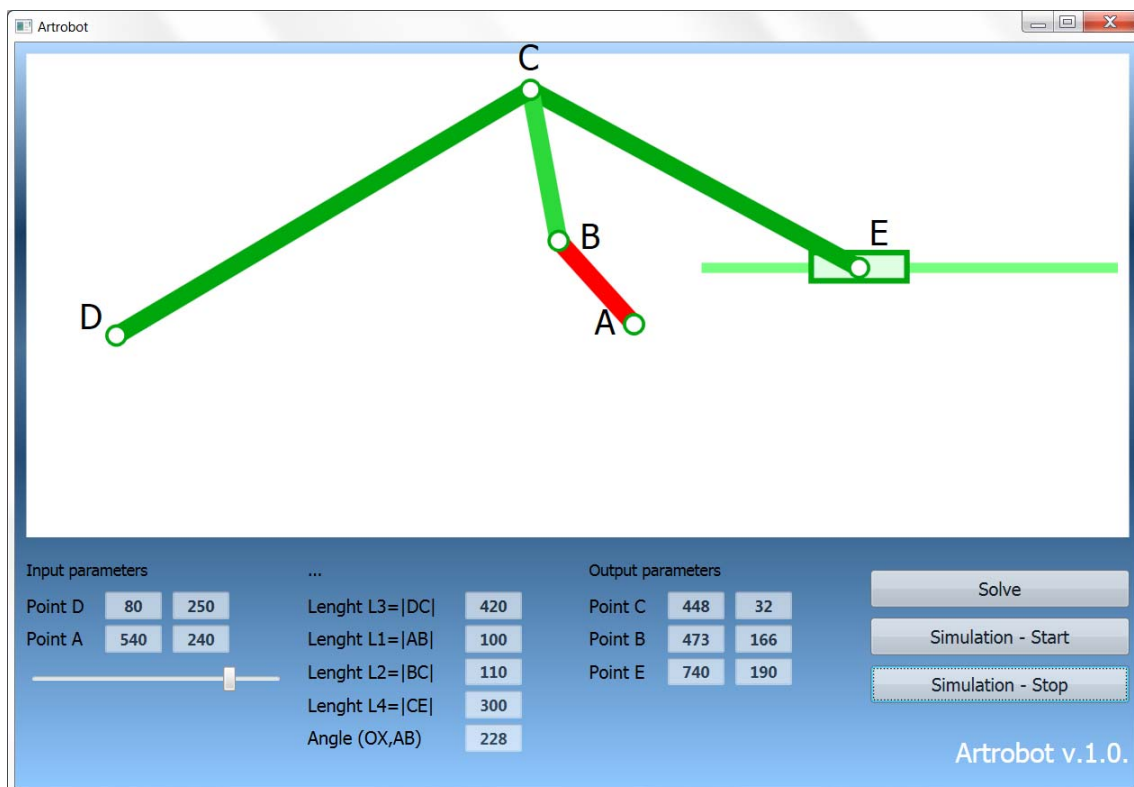 Artrobot
C
B
E
D
A
Input parameters
Point D 80 250
Point A 540 240
...
Lenght L3=|DC| 420
Lenght L1=|AB| 100
Lenght L2=|BC| 110
Lenght L4=|CE| 300
Angle (OX,AB) 228
Output parameters
Point C 448 32
Point B 473 166
Point E 740 190
Solve
Simulation - Start
Simulation - Stop
Artrobot v.1.0.